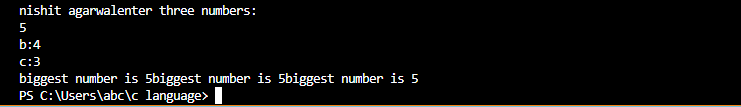 nishit agarwalenter three numbers:
5
b:4
c:3
biggest number is 5biggest number is 5biggest number is 5
PS C:\Users\abc\c language>